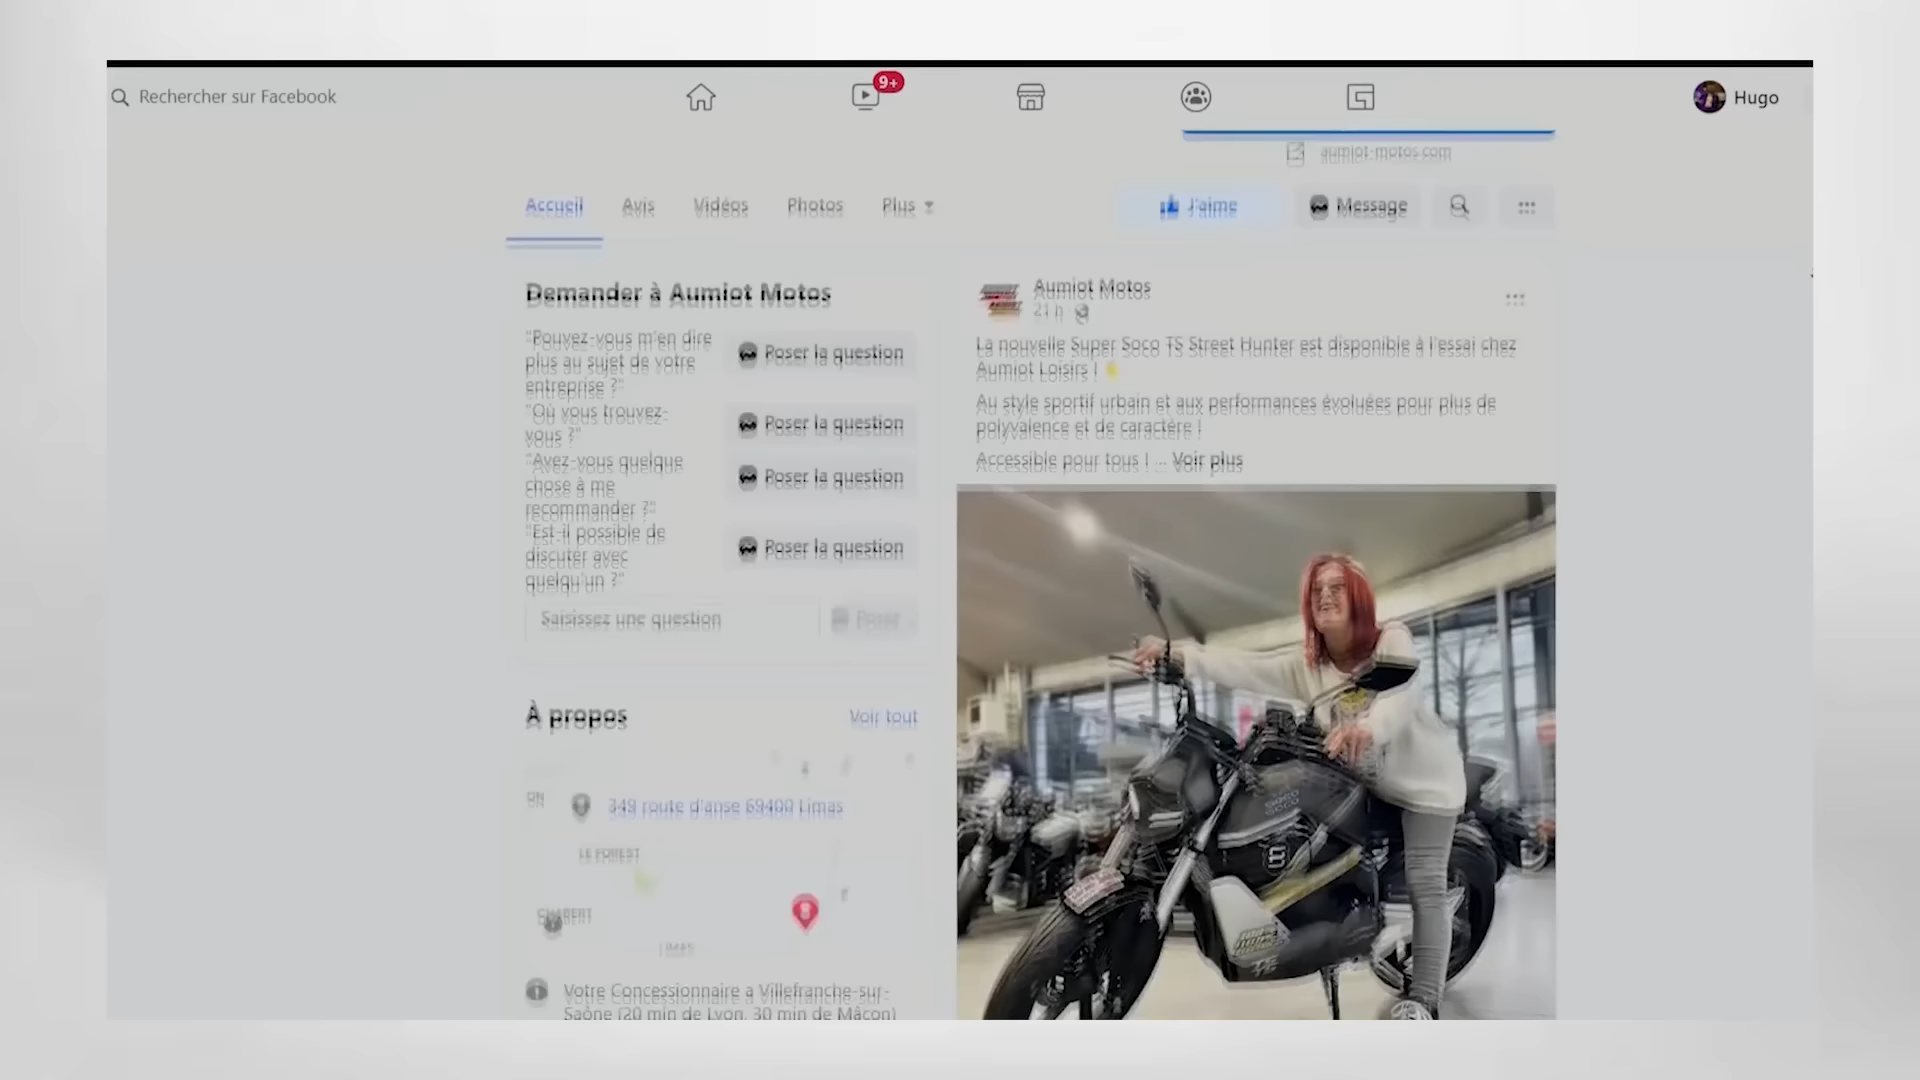 Rechercher sur Facebook
9+
Hugo
aumiot-motos.com
Accueil
Avis
Vidéos
Photos
Plus
J'aime
Message
Demander à Aumiot Motos
"Pouvez-vous m'en dire
plus au sujet de votre
entreprise ?"
Poser la question
"Où vous trouvez-
vous ?"
Poser la question
"Avez-vous quelque
chose à me
recommander ?"
Poser la question
"Est-il possible de
discuter avec
quelqu'un ?"
Poser la question
Saisissez une question
Poser
À propos
Voir tout
349 route d'anse 69400 Limas
LE FOREST
CHABERT
LIMAS
Votre Concessionnaire a Villefranche-sur-
Saône (20 min de Lyon, 30 min de Mâcon)
Aumiot Motos
21 h
La nouvelle Super Soco TS Street Hunter est disponible à l'essai chez
Aumiot Loisirs !
Au style sportif urbain et aux performances évoluées pour plus de
polyvalence et de caractère !
Accessible pour tous ! ... Voir plus